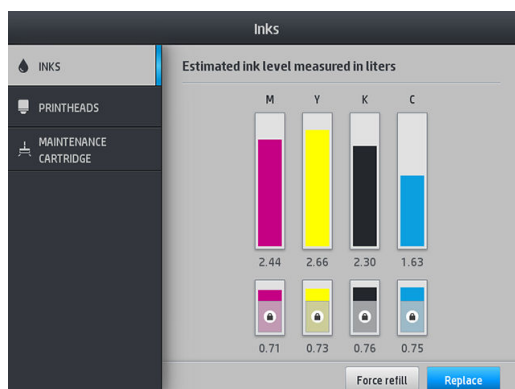 Inks
INKS
PRINTHEADS
MAINTENANCE
CARTRIDGE
Estimated ink level measured in liters
M Y K C
2.44 2.66 2.30 1.63
0.71 0.73 0.76 0.75
Force refill Replace